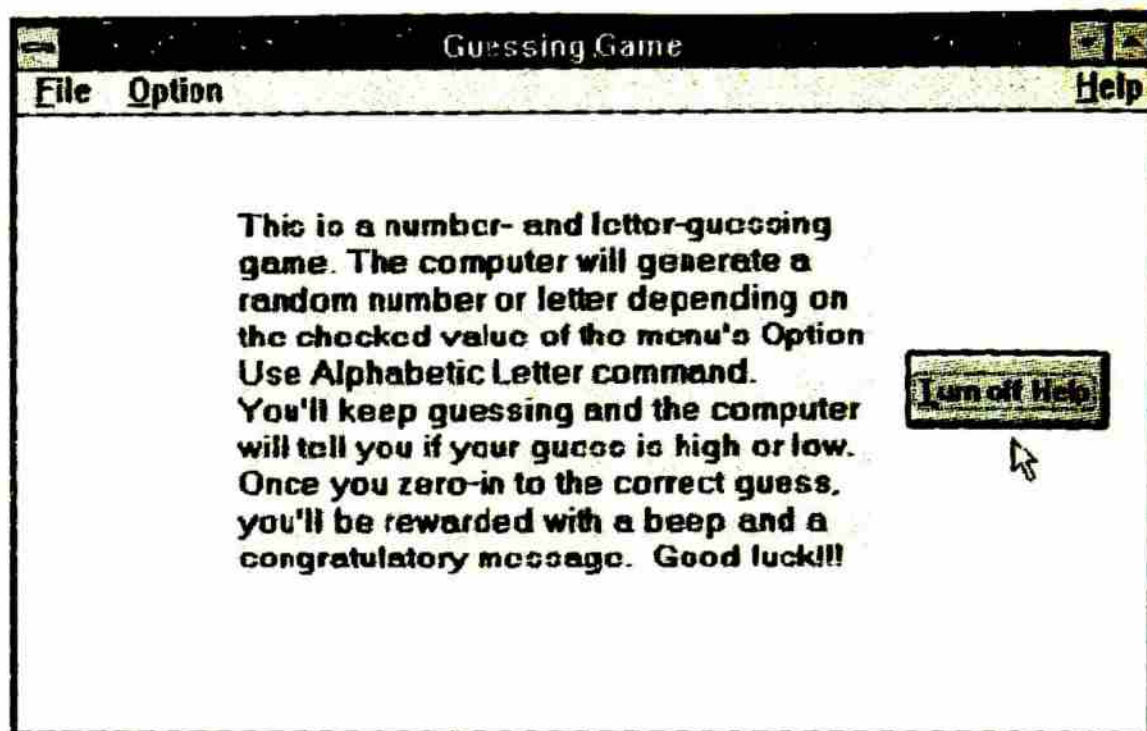 Guessing Game
File Option Help
This is a number- and letter-guessing
game. The computer will generate a
random number or letter depending on
the checked value of the menu's Option
Use Alphabetic Letter command.
You'll keep guessing and the computer
will tell you if your guess is high or low.
Once you zero-in to the correct guess,
you'll be rewarded with a beep and a
congratulatory message. Good luck!!!
Turn off Help